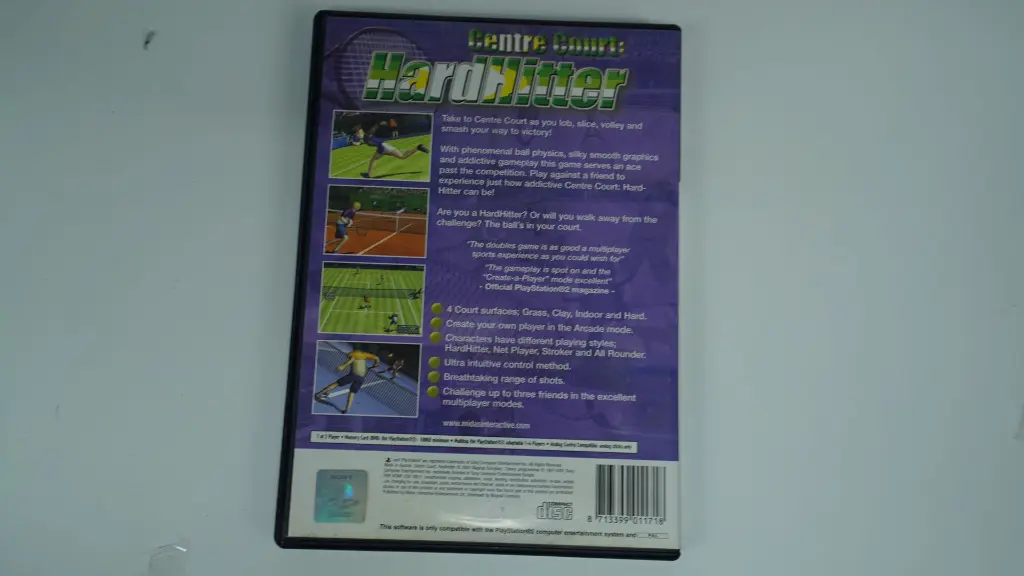 Centre Court:
HardHitter
Take to Centre Court as you lob, slice, volley and
smash your way to victory!
With phenomenal ball physics, silky smooth graphics
and addictive gameplay this game serves an ace
past the competition. Play against a friend to
experience just how addictive Centre Court: Hard-
Hitter can be!
Are you a HardHitter? Or will you walk away from the
challenge? The ball's in your court.
"The doubles game is as good a multiplayer
sports experience as you could wish for"
"The gameplay is spot on and the
"Create-a-Player" mode excellent"
- Official PlayStation®2 magazine -
4 Court surfaces; Grass, Clay, Indoor and Hard.
Create your own player in the Arcade mode.
Characters have different playing styles;
HardHitter, Net Player, Stroker and All Rounder.
Ultra intuitive control method.
Breathtaking range of shots.
Challenge up to three friends in the excellent
multiplayer modes.
www.midasinteractive.com
SONY
COMPACT
disc
8 713399 011718
This software is only compatible with the PlayStation®2 computer entertainment system and
PAL